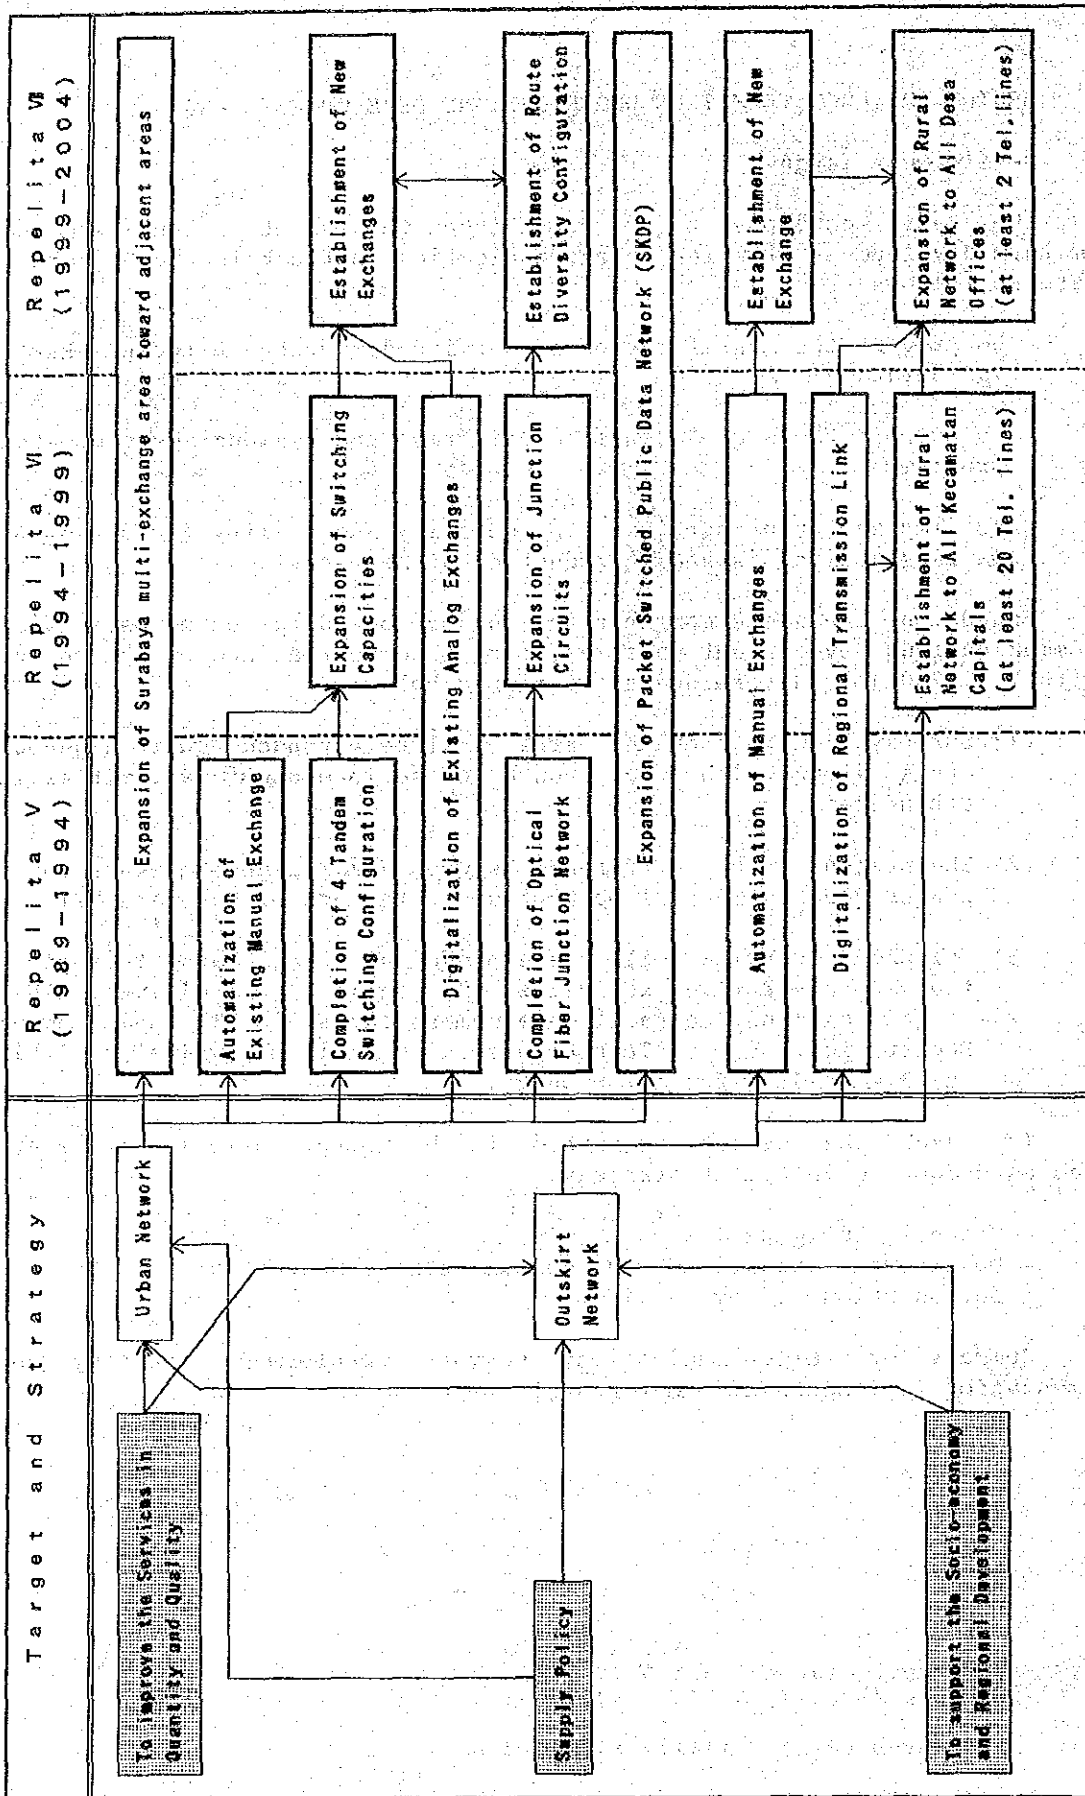 Target and Strategy
Repelita V
(1989-1994)
Repelita VI
(1994-1999)
Repelita VII
(1999-2004)
To improve the Services in
Quantity and Quality
Supply Policy
To support the Socio-economy
and Regional Development
Urban Network
Outskirt
Network
Expansion of Surabaya multi-exchange area toward adjacent areas
Automatization of
Existing Manual Exchange
Completion of 4 Tandem
Switching Configuration
Expansion of Switching
Capacities
Establishment of New
Exchanges
Digitalization of Existing Analog Exchanges
Completion of Optical
Fiber Junction Network
Expansion of Junction
Circuits
Establishment of Route
Diversity Configuration
Expansion of Packet Switched Public Data Network (SKDP)
Automatization of Manual Exchanges
Establishment of New
Exchange
Digitalization of Regional Transmission Link
Establishment of Rural
Network to All Kecamatan
Capitals
(at least 20 Tel. lines)
Expansion of Rural
Network to All Desa
Offices
(at least 2 Tel.lines)